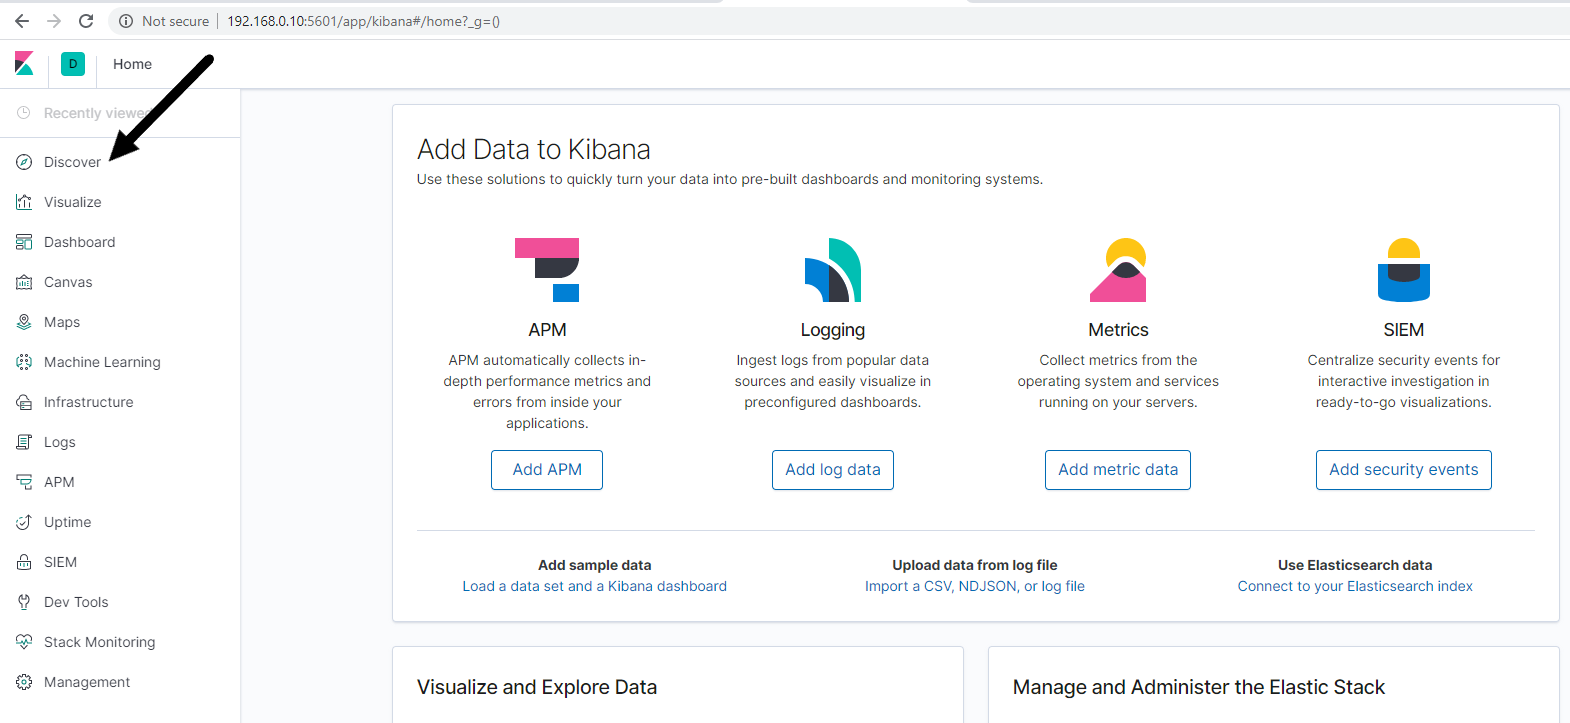 Not secure | 192.168.0.10:5601/app/kibana#/home?_g=()
D Home
Recently viewed
Discover
Visualize
Dashboard
Canvas
Maps
Machine Learning
Infrastructure
Logs
APM
Uptime
SIEM
Dev Tools
Stack Monitoring
Management
Add Data to Kibana
Use these solutions to quickly turn your data into pre-built dashboards and monitoring systems.
APM
APM automatically collects in-
depth performance metrics and
errors from inside your
applications.
Add APM
Logging
Ingest logs from popular data
sources and easily visualize in
preconfigured dashboards.
Add log data
Metrics
Collect metrics from the
operating system and services
running on your servers.
Add metric data
SIEM
Centralize security events for
interactive investigation in
ready-to-go visualizations.
Add security events
Add sample data
Load a data set and a Kibana dashboard
Upload data from log file
Import a CSV, NDJSON, or log file
Use Elasticsearch data
Connect to your Elasticsearch index
Visualize and Explore Data
Manage and Administer the Elastic Stack